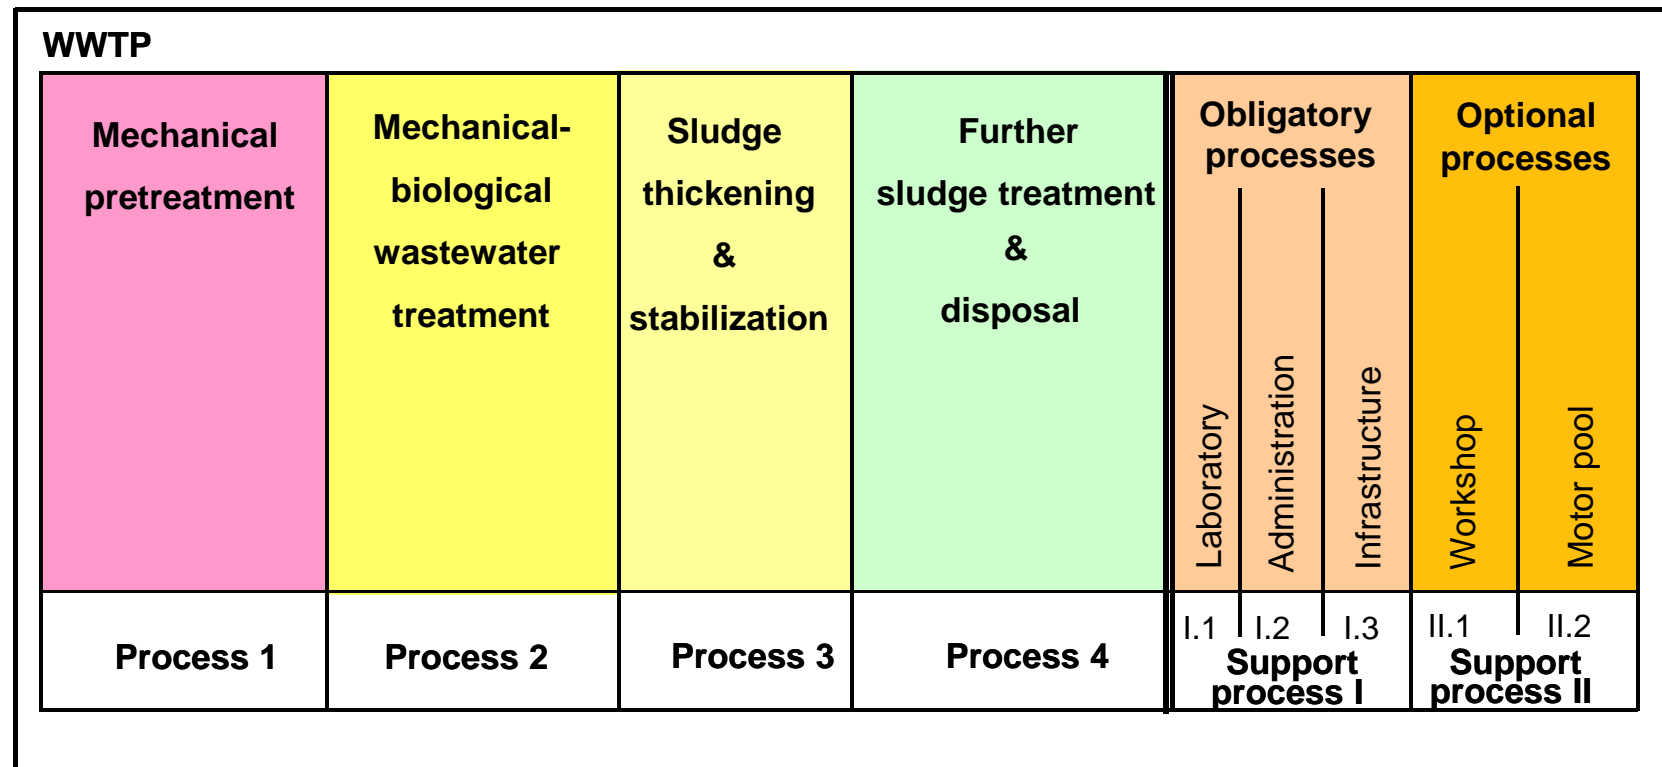 WWTP
Mechanical
pretreatment
Mechanical-
biological
wastewater
treatment
Sludge
thickening
&
stabilization
Further
sludge treatment
&
disposal
Obligatory
processes
Laboratory
Administration
Infrastructure
Optional
processes
Workshop
Motor pool
Process 1
Process 2
Process 3
Process 4
I.1
I.2
I.3
Support
process I
II.1
II.2
Support
process II